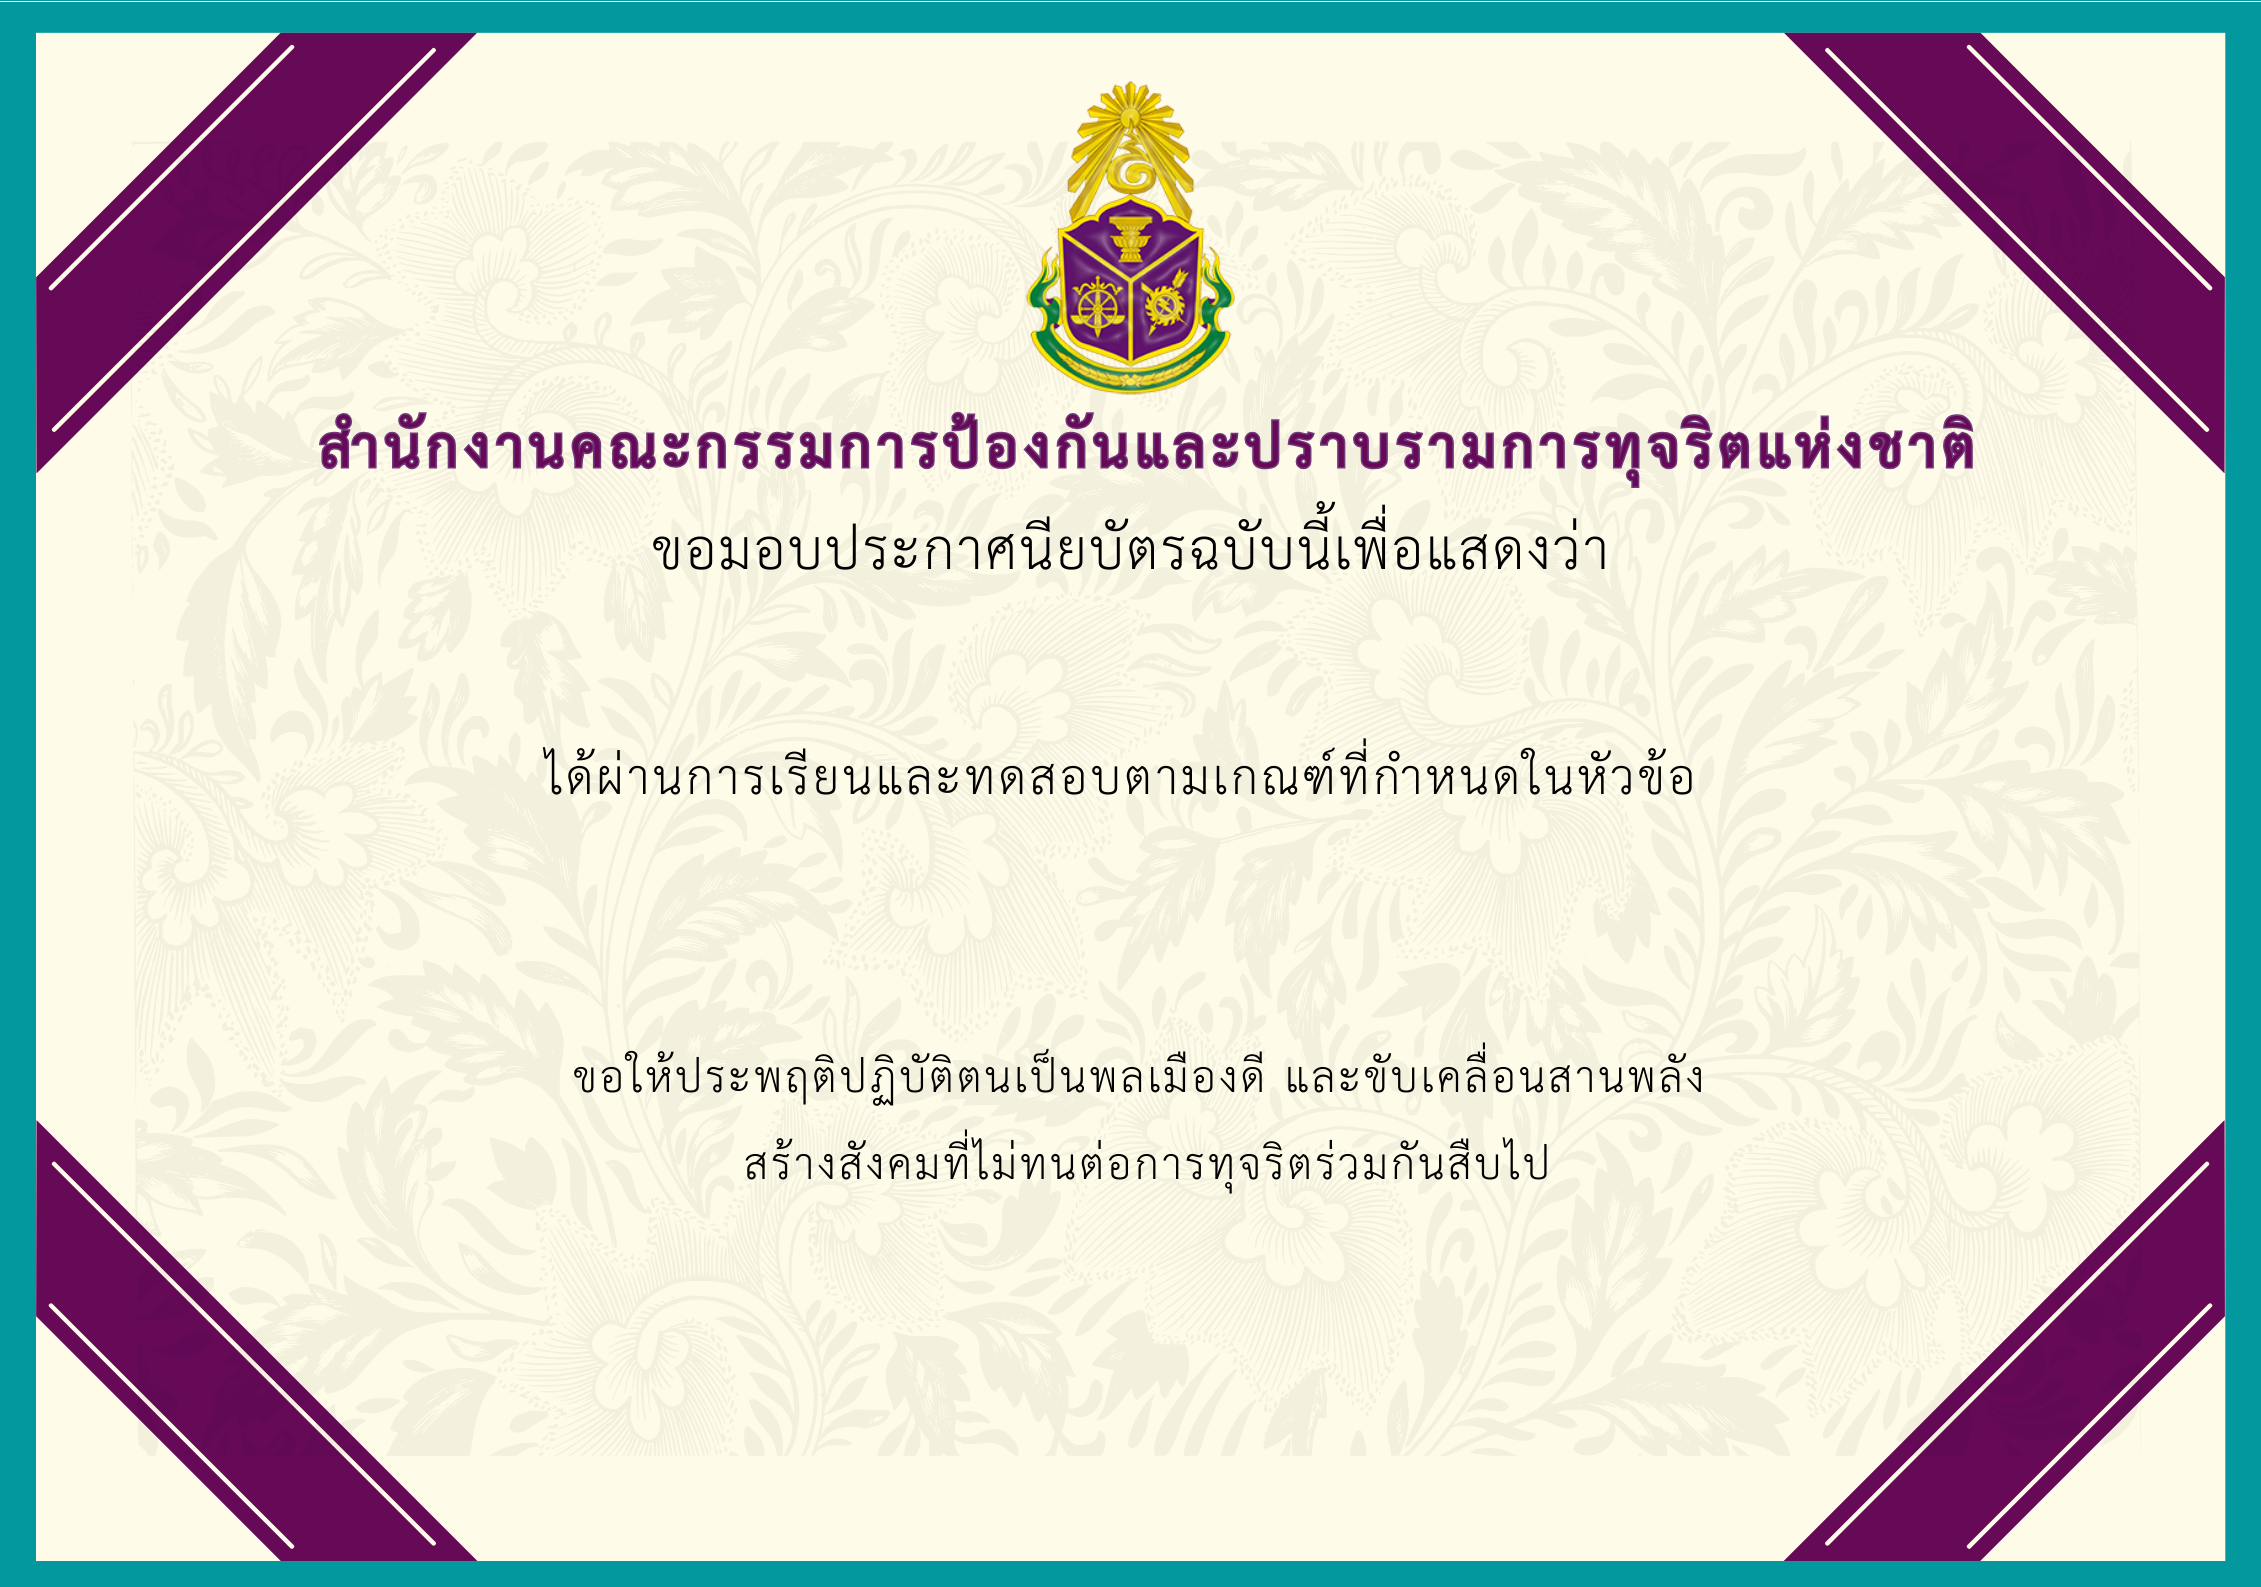 สำนักงานคณะกรรมการป้องกันและปราบรามการทุจริตแห่งชาติ
ขอมอบประกาศนียบัตรฉบับนี้เพื่อแสดงว่า
ได้ผ่านการเรียนและทดสอบตามเกณฑ์ที่กำหนดในหัวข้อ
ขอให้ประพฤติปฏิบัติตนเป็นพลเมืองดี และขับเคลื่อนสานพลัง
สร้างสังคมที่ไม่ทนต่อการทุจริตร่วมกันสืบไป